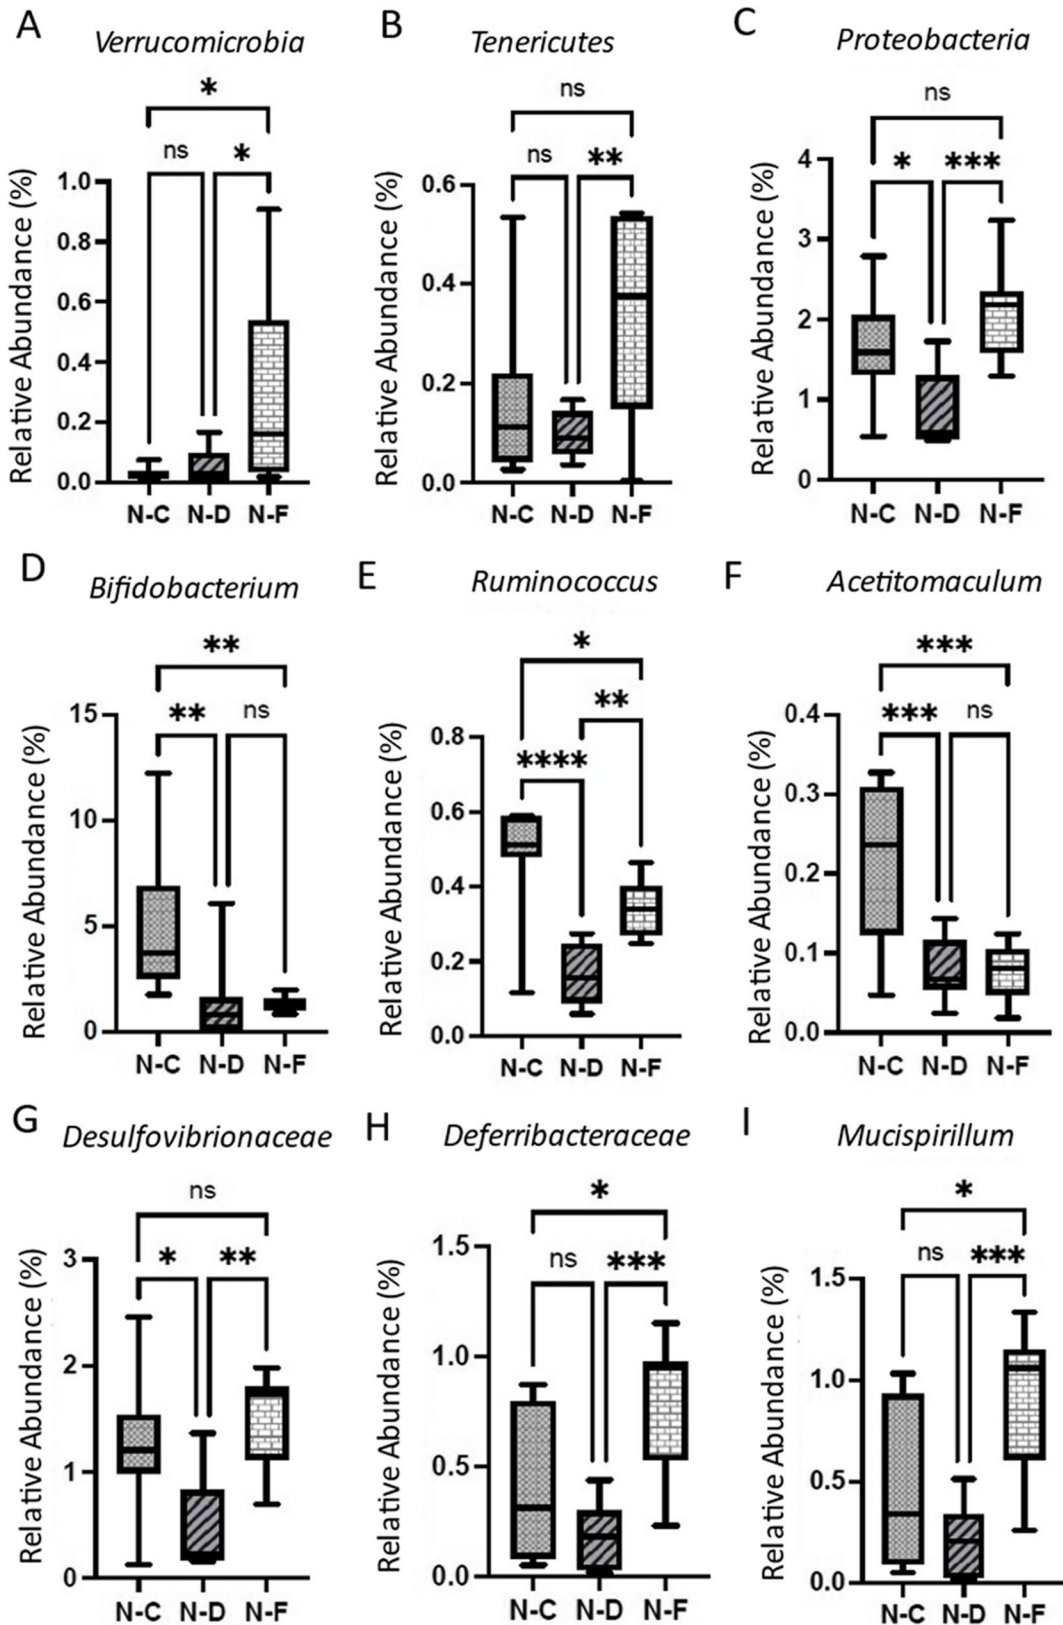 A
Verrucomicrobia
*
ns
*
Relative Abundance (%)
1.0
0.8
0.6
0.4
0.2
0.0
N-C N-D N-F
B
Tenericutes
ns
ns
**
Relative Abundance (%)
0.6
0.4
0.2
0.0
N-C N-D N-F
C
Proteobacteria
ns
*
***
Relative Abundance (%)
4
3
2
1
0
N-C N-D N-F
D
Bifidobacterium
**
**
ns
Relative Abundance (%)
15
10
5
0
N-C N-D N-F
E
Ruminococcus
*
**
****
Relative Abundance (%)
0.8
0.6
0.4
0.2
0.0
N-C N-D N-F
F
Acetitomaculum
***
***
ns
Relative Abundance (%)
0.4
0.3
0.2
0.1
0.0
N-C N-D N-F
G
Desulfovibrionaceae
ns
*
**
Relative Abundance (%)
3
2
1
0
N-C N-D N-F
H
Deferribacteraceae
*
ns
***
Relative Abundance (%)
1.5
1.0
0.5
0.0
N-C N-D N-F
I
Mucispirillum
*
ns
***
Relative Abundance (%)
1.5
1.0
0.5
0.0
N-C N-D N-F